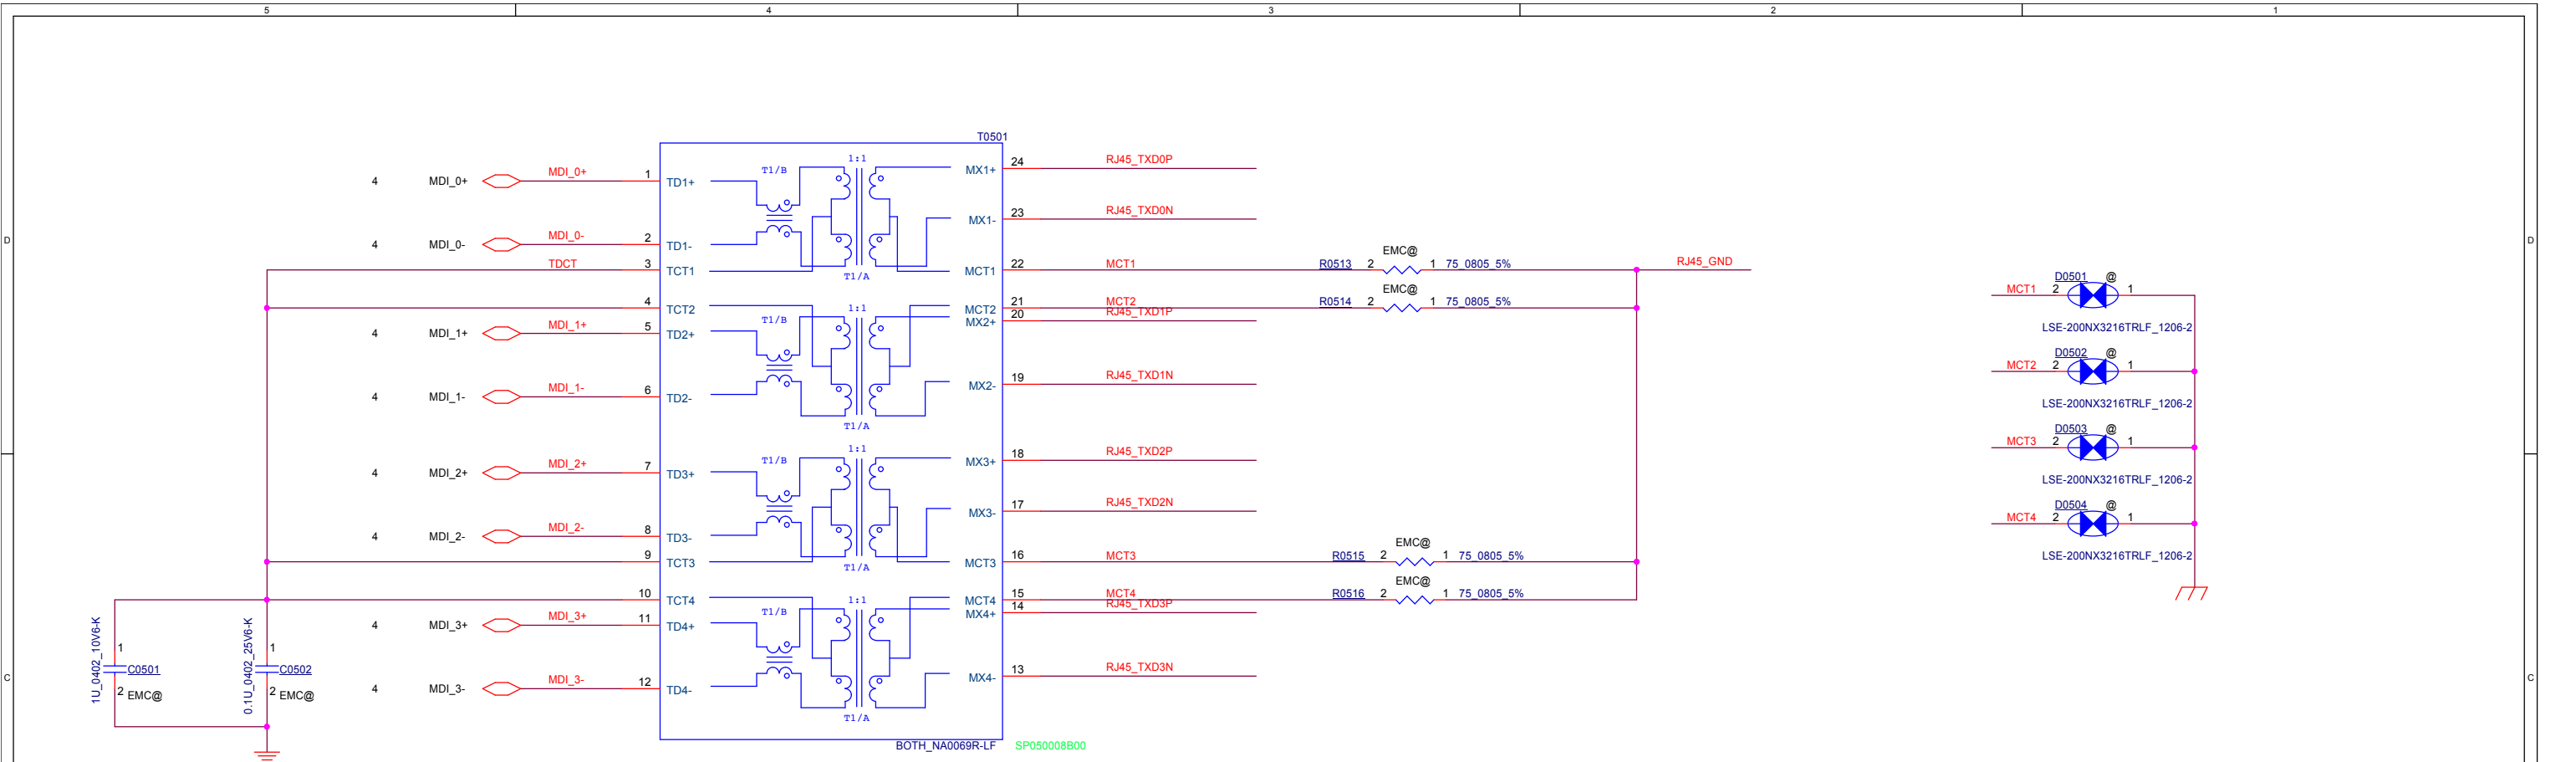 5 4 3 2 1
T0501
1:1
T1/B
24 RJ45_TXD0P
MX1+
4 MDI_0+ MDI_0+ 1 TD1+
23 RJ45_TXD0N
MX1-
4 MDI_0- MDI_0- 2 TD1-
D D
T1/A
TDCT 3 TCT1
MCT1 22 MCT1 R0513 2 EMC@ 1 75_0805_5% RJ45_GND
4 TCT2
1:1
T1/B
MCT2 21 MCT2 R0514 2 EMC@ 1 75_0805_5%
MX2+ 20 RJ45_TXD1P
4 MDI_1+ MDI_1+ 5 TD2+
MX2- 19 RJ45_TXD1N
4 MDI_1- MDI_1- 6 TD2-
T1/A
1:1
T1/B
MX3+ 18 RJ45_TXD2P
4 MDI_2+ MDI_2+ 7 TD3+
MX3- 17 RJ45_TXD2N
4 MDI_2- MDI_2- 8 TD3-
9 TCT3
T1/A
MCT3 16 MCT3 R0515 2 EMC@ 1 75_0805_5%
10 TCT4
1:1
T1/B
MCT4 15 MCT4 R0516 2 EMC@ 1 75_0805_5%
MX4+ 14 RJ45_TXD3P
4 MDI_3+ MDI_3+ 11 TD4+
MX4- 13 RJ45_TXD3N
4 MDI_3- MDI_3- 12 TD4-
T1/A
BOTH_NA0069R-LF SP050008B00
1U_0402_10V6-K
1
C0501
2 EMC@
0.1U_0402_25V6-K
1
C0502
2 EMC@
D0501 @
MCT1 2 1
LSE-200NX3216TRLF_1206-2
D0502 @
MCT2 2 1
LSE-200NX3216TRLF_1206-2
D0503 @
MCT3 2 1
LSE-200NX3216TRLF_1206-2
D0504 @
MCT4 2 1
LSE-200NX3216TRLF_1206-2
C C